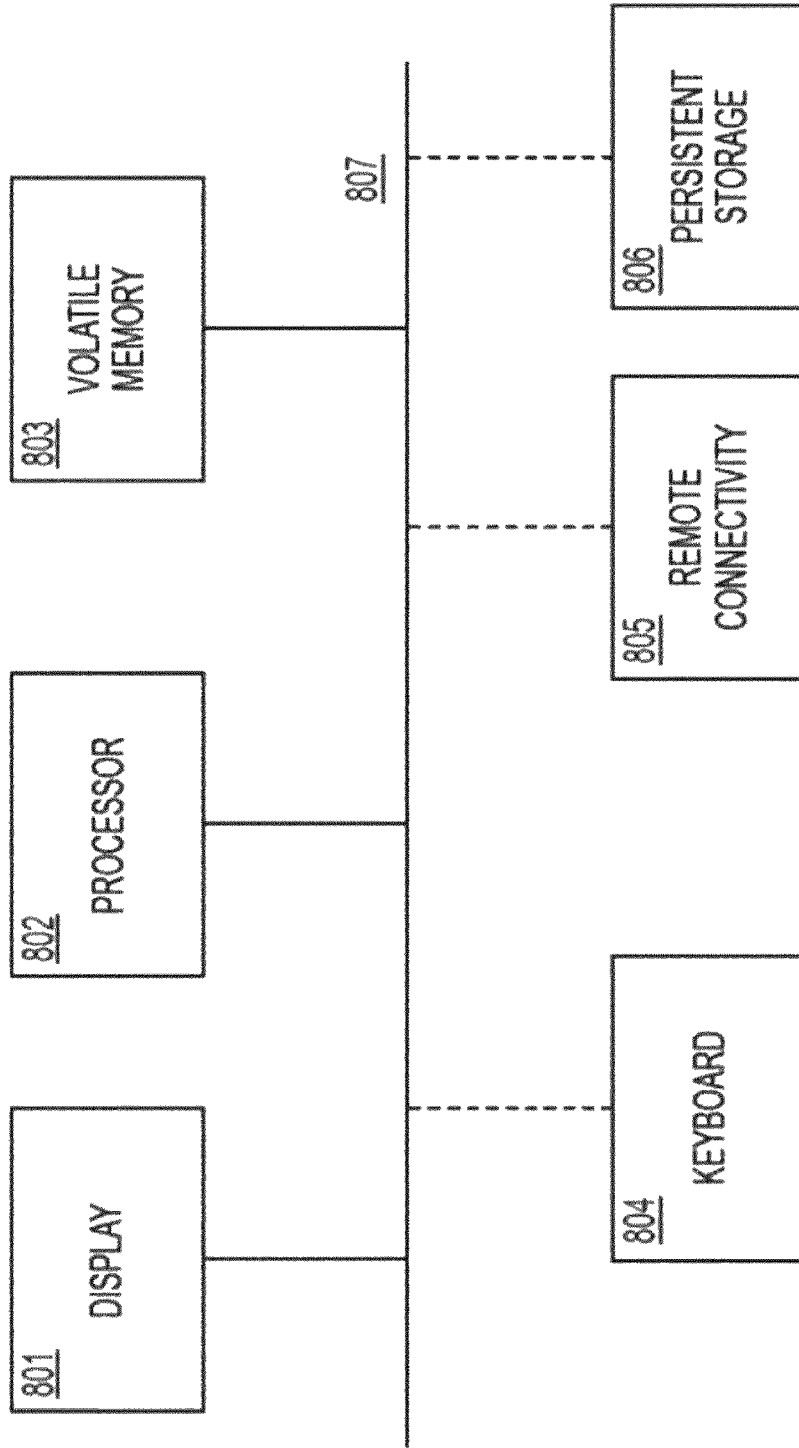 801
DISPLAY
802
PROCESSOR
803
VOLATILE
MEMORY
807
804
KEYBOARD
805
REMOTE
CONNECTIVITY
806
PERSISTENT
STORAGE